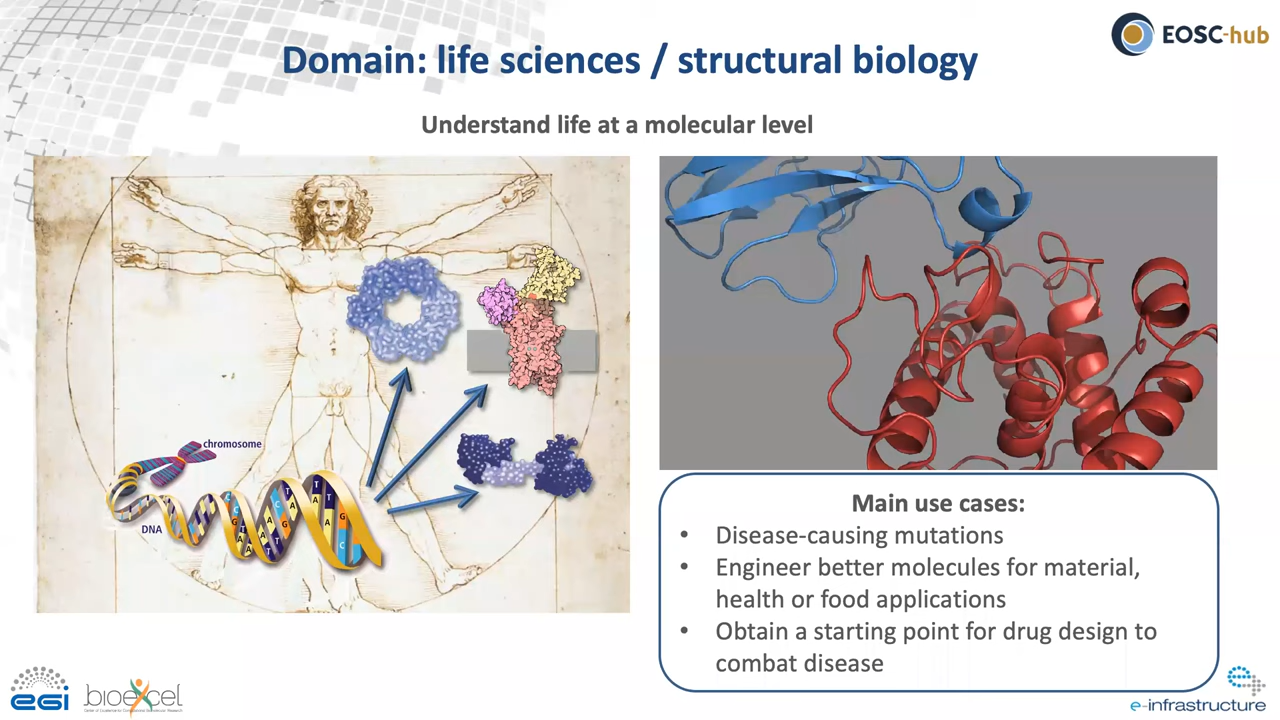 EOSC-hub
Domain: life sciences / structural biology
Understand life at a molecular level
chromosome
DNA
Main use cases:
• Disease-causing mutations
• Engineer better molecules for material,
health or food applications
• Obtain a starting point for drug design to
combat disease
egi
bioexcel
e-infrastructure